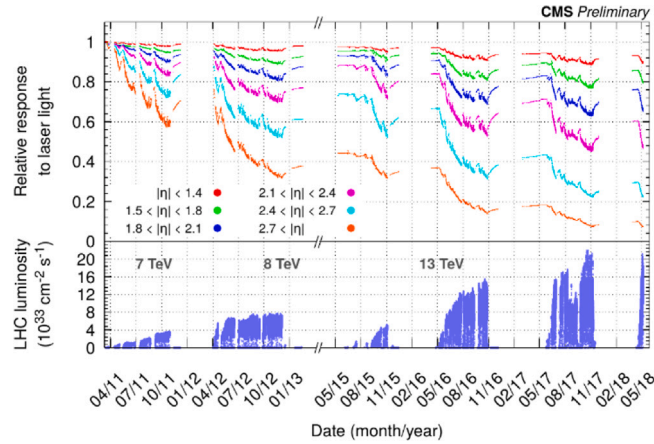 CMS Preliminary
Relative response
to laser light
1
0.8
0.6
0.4
0.2
0
|η| < 1.4
1.5 < |η| < 1.8
1.8 < |η| < 2.1
2.1 < |η| < 2.4
2.4 < |η| < 2.7
2.7 < |η|
LHC luminosity
(10³³ cm⁻² s⁻¹)
20
16
12
8
4
0
7 TeV
8 TeV
13 TeV
//
//
04/11
07/11
10/11
01/12
04/12
07/12
10/12
01/13
05/15
08/15
11/15
02/16
05/16
08/16
11/16
02/17
05/17
08/17
11/17
02/18
05/18
Date (month/year)